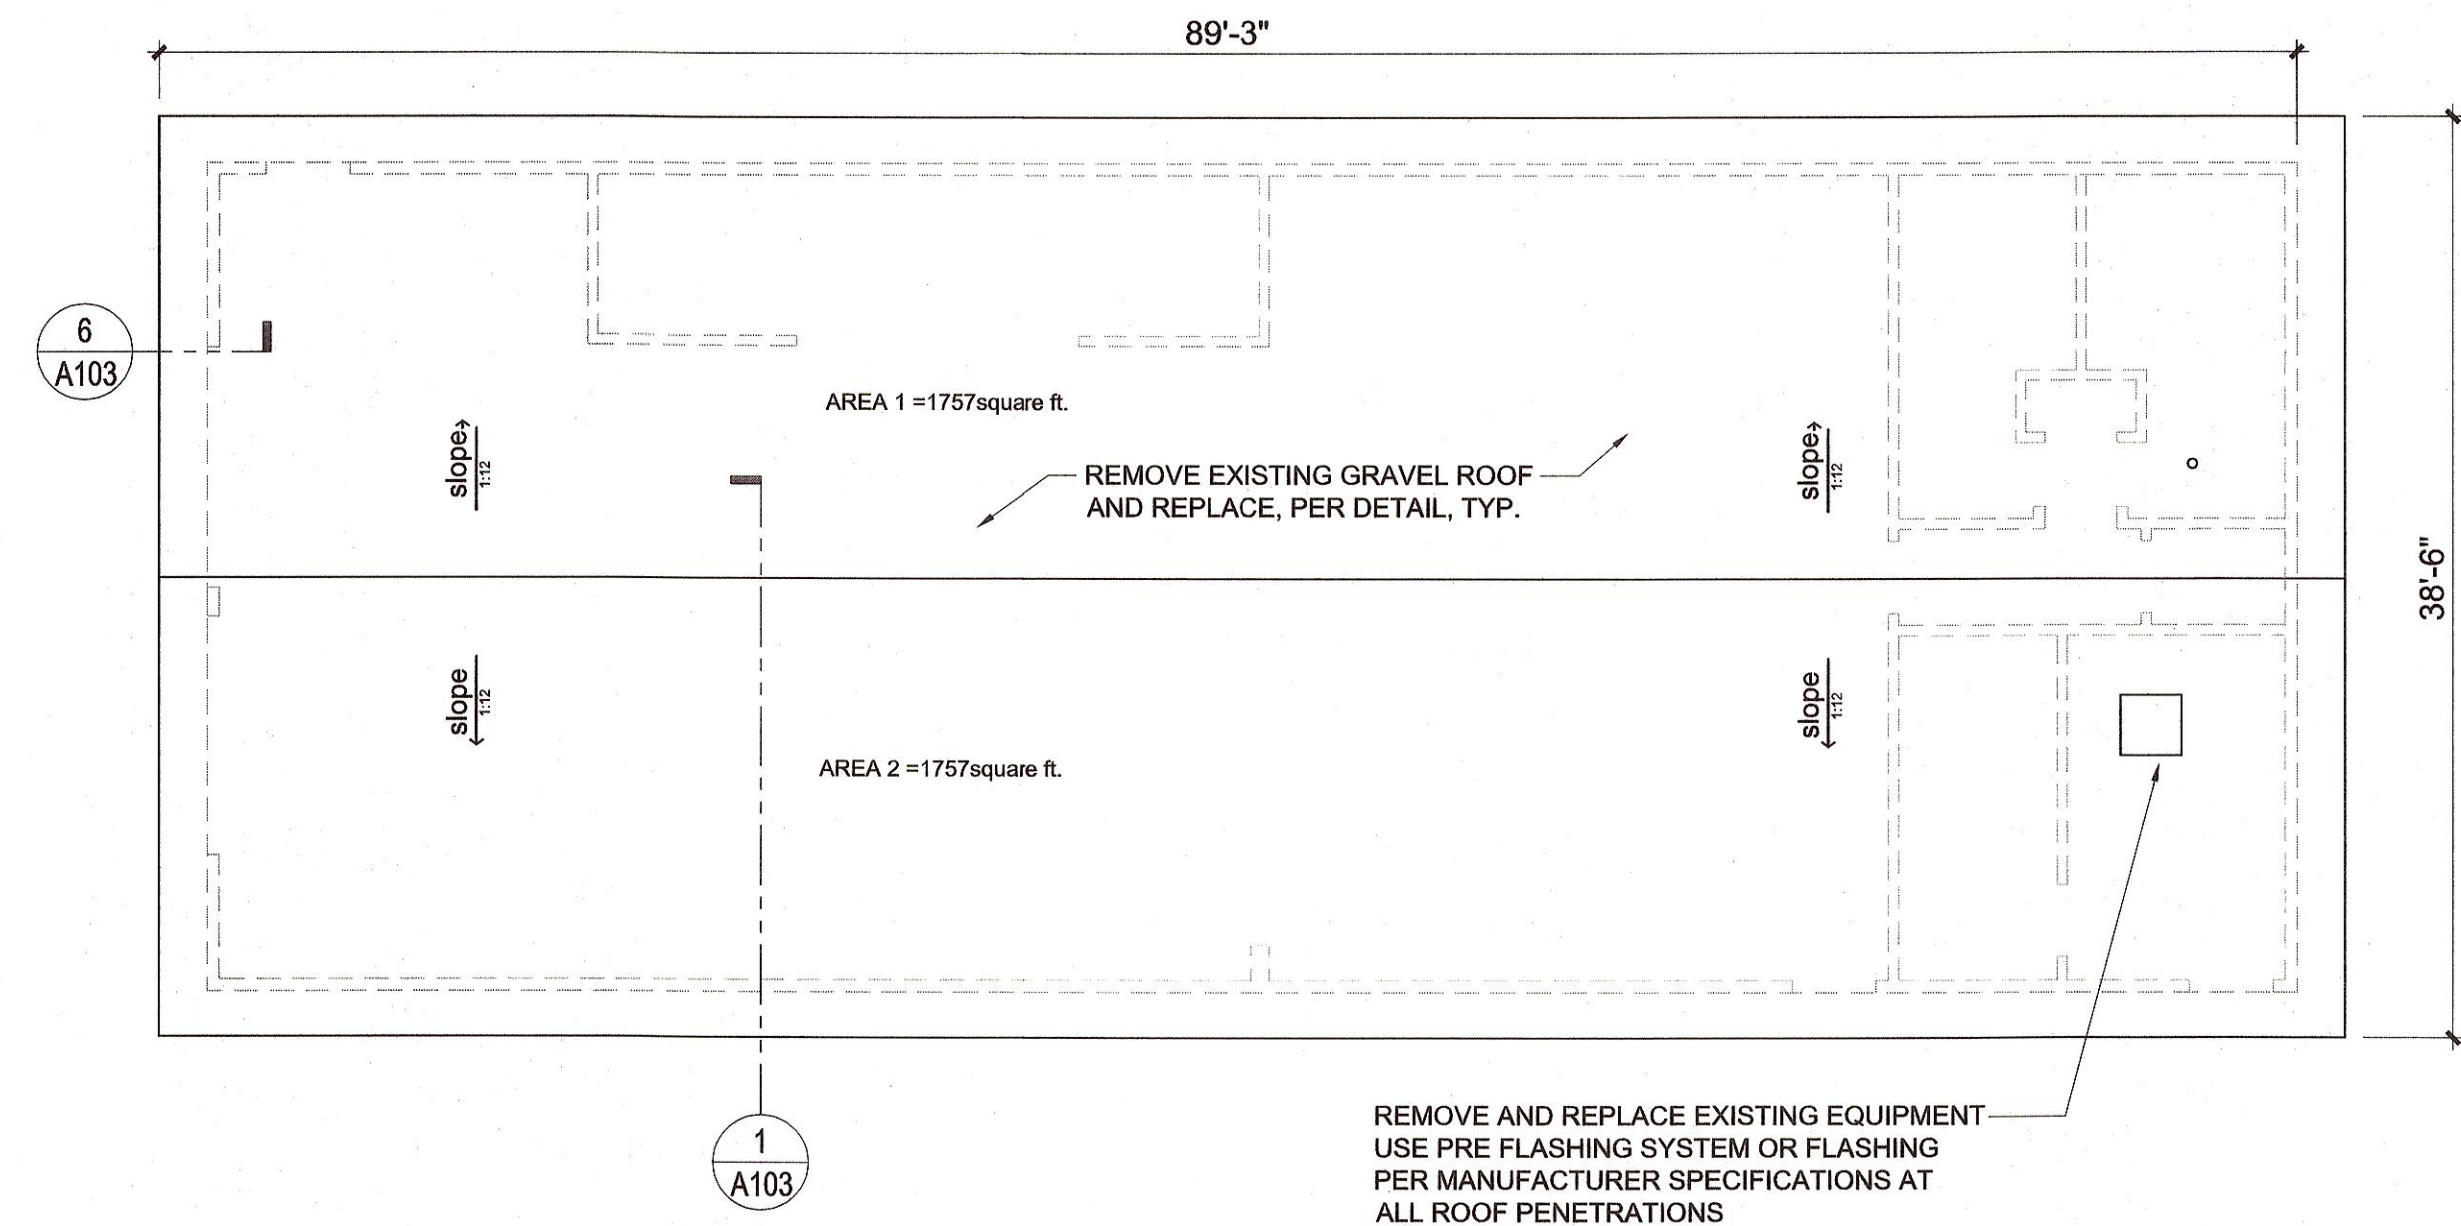 89'-3"
6
A103
AREA 1 =1757square ft.
slope
1:12
slope
1:12
REMOVE EXISTING GRAVEL ROOF
AND REPLACE, PER DETAIL, TYP.
38'-6"
slope
1:12
slope
1:12
AREA 2 =1757square ft.
1
A103
REMOVE AND REPLACE EXISTING EQUIPMENT
USE PRE FLASHING SYSTEM OR FLASHING
PER MANUFACTURER SPECIFICATIONS AT
ALL ROOF PENETRATIONS